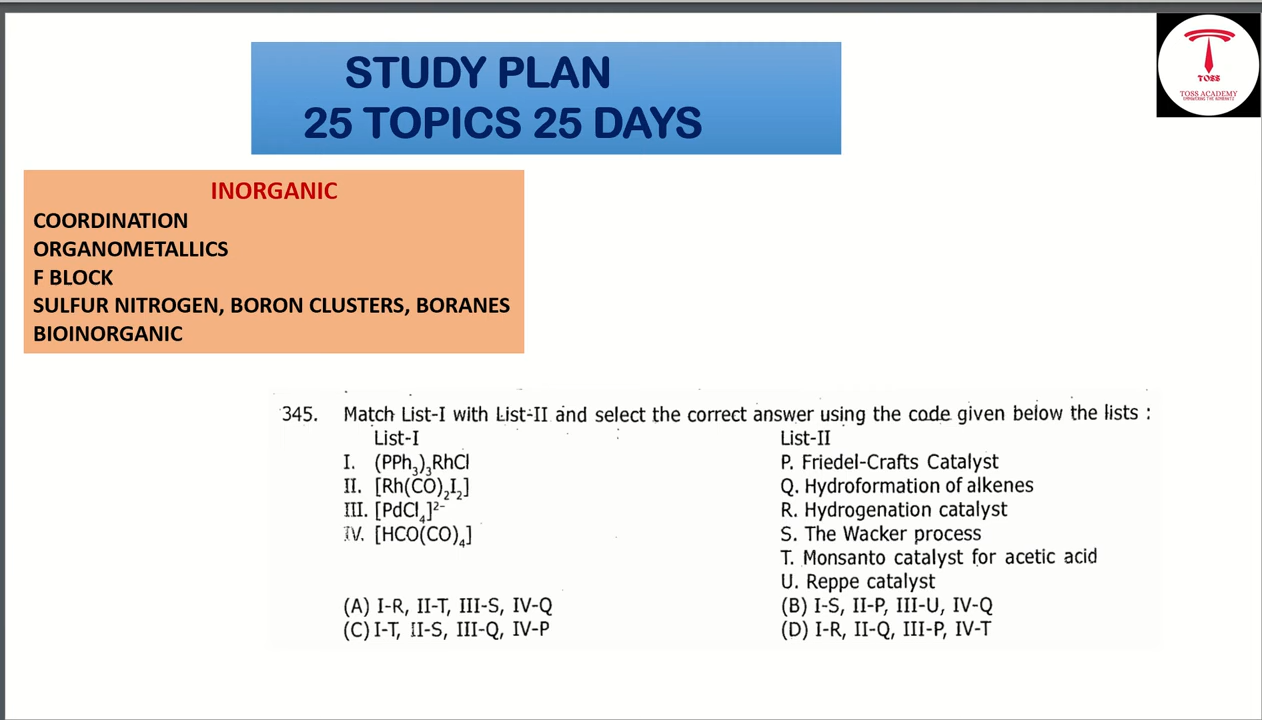 STUDY PLAN
25 TOPICS 25 DAYS
TOSS
TOSS ACADEMY
EMPOWERING THE ASPIRANTS
INORGANIC
COORDINATION
ORGANOMETALLICS
F BLOCK
SULFUR NITROGEN, BORON CLUSTERS, BORANES
BIOINORGANIC
345. Match List-I with List-II and select the correct answer using the code given below the lists :
List-I List-II
I. (PPh₃)₃RhCl P. Friedel-Crafts Catalyst
II. [Rh(CO)₂I₂] Q. Hydroformation of alkenes
III. [PdCl₄]²⁻ R. Hydrogenation catalyst
IV. [HCO(CO)₄] S. The Wacker process
T. Monsanto catalyst for acetic acid
U. Reppe catalyst
(A) I-R, II-T, III-S, IV-Q (B) I-S, II-P, III-U, IV-Q
(C) I-T, II-S, III-Q, IV-P (D) I-R, II-Q, III-P, IV-T